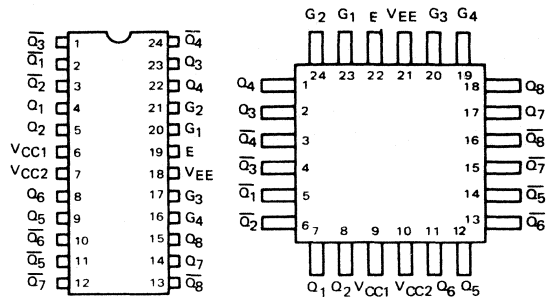 Q̅3 1 24 Q̅4
Q̅1 2 23 Q3
Q̅2 3 22 Q4
Q1 4 21 G2
Q2 5 20 G1
VCC1 6 19 E
VCC2 7 18 VEE
Q6 8 17 G3
Q5 9 16 G4
Q̅6 10 15 Q8
Q̅5 11 14 Q7
Q̅7 12 13 Q̅8
G2 G1 E VEE G3 G4
24 23 22 21 20 19
Q4 1 18 Q8
Q3 2 17 Q7
Q̅4 3 16 Q̅8
Q̅3 4 15 Q̅7
Q̅1 5 14 Q̅5
Q̅2 6 13 Q̅6
7 8 9 10 11 12
Q1 Q2 VCC1 VCC2 Q6 Q5